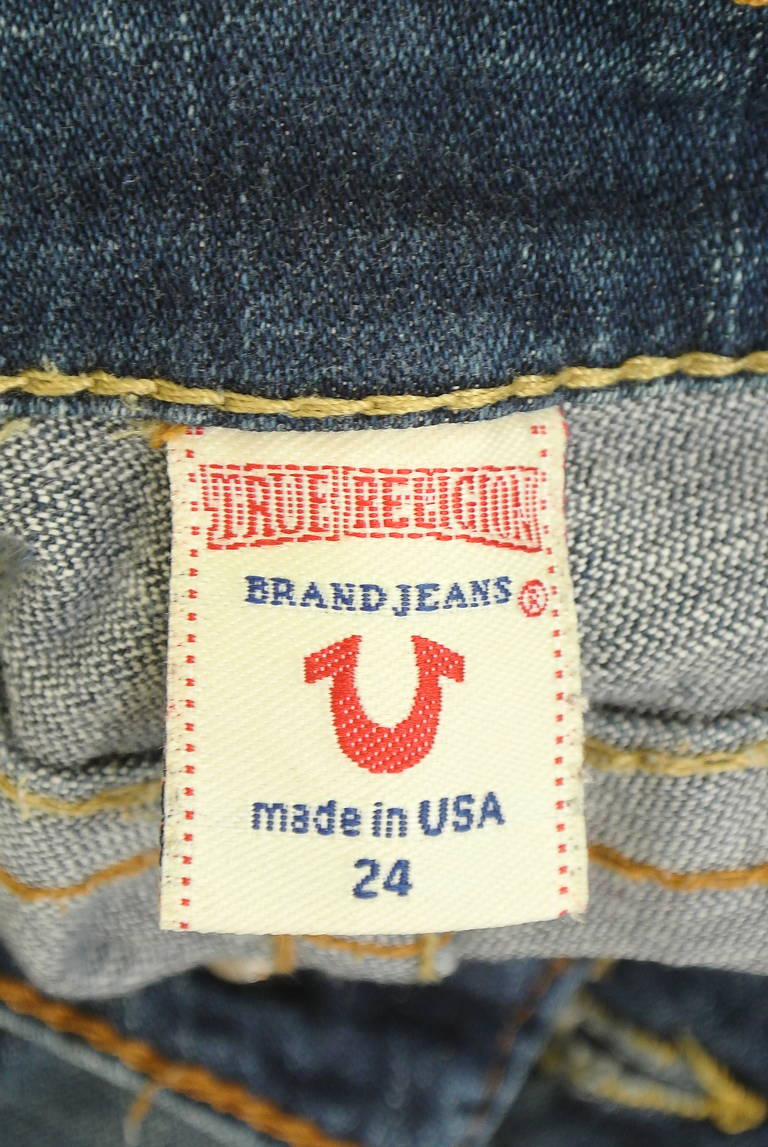 TRUE RELIGION
BRAND JEANS ®
made in USA
24